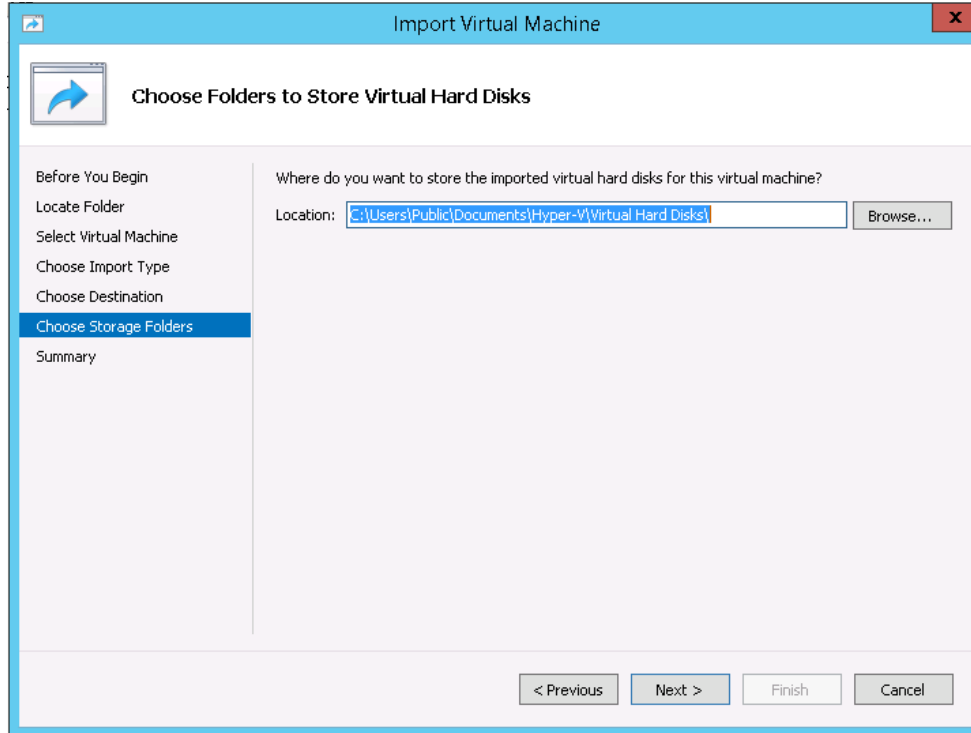 Import Virtual Machine
x
Choose Folders to Store Virtual Hard Disks
Before You Begin
Locate Folder
Select Virtual Machine
Choose Import Type
Choose Destination
Choose Storage Folders
Summary
Where do you want to store the imported virtual hard disks for this virtual machine?
Location: C:\Users\Public\Documents\Hyper-V\Virtual Hard Disks\ Browse...
< Previous Next > Finish Cancel